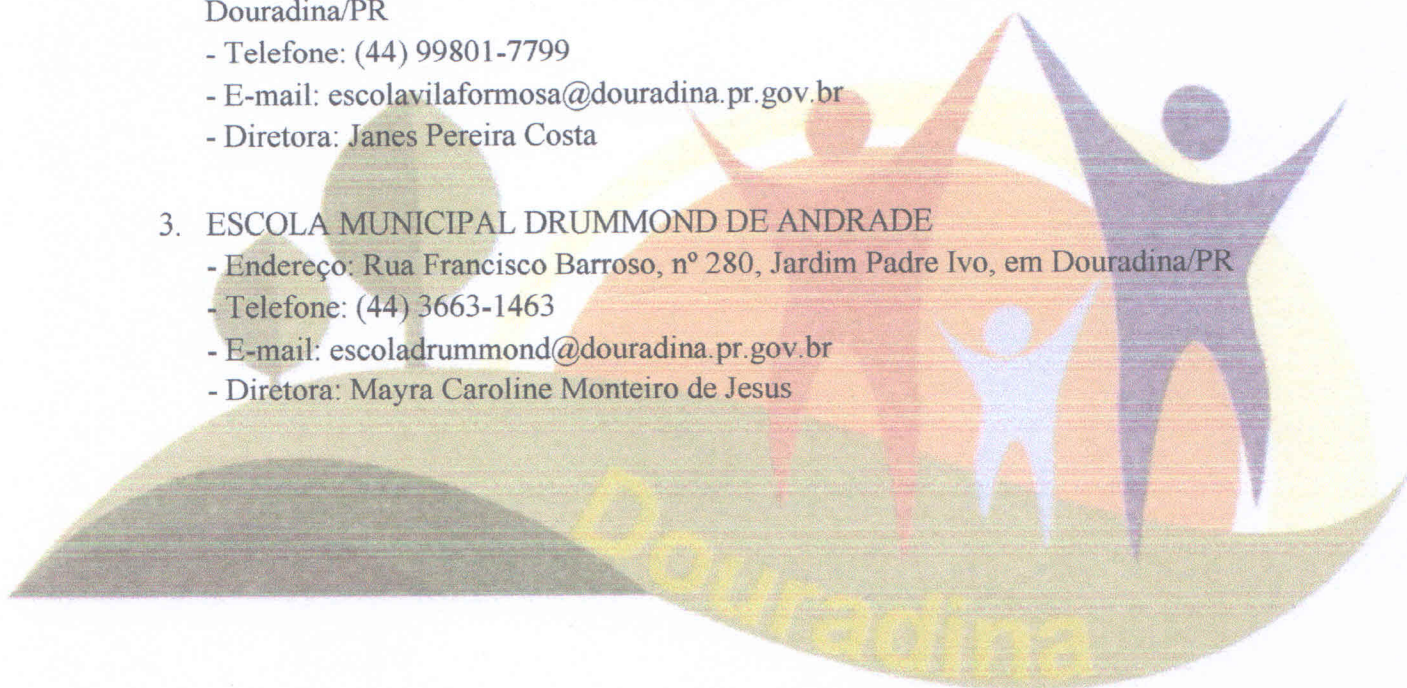 Douradina/PR
- Telefone: (44) 99801-7799
- E-mail: escolavilaformosa@douradina.pr.gov.br
- Diretora: Janes Pereira Costa
3. ESCOLA MUNICIPAL DRUMMOND DE ANDRADE
- Endereço: Rua Francisco Barroso, nº 280, Jardim Padre Ivo, em Douradina/PR
- Telefone: (44) 3663-1463
- E-mail: escoladrummond@douradina.pr.gov.br
- Diretora: Mayra Caroline Monteiro de Jesus
Douradina